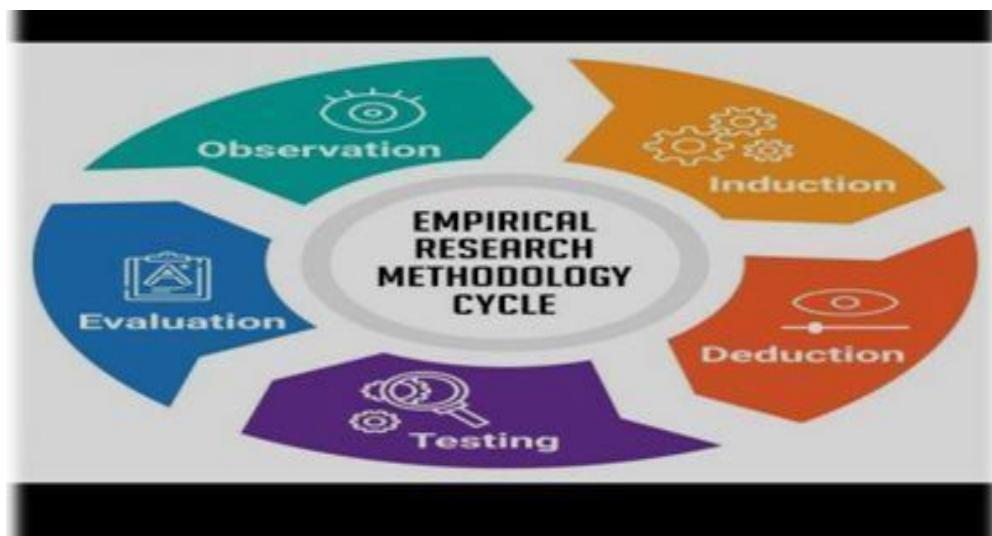 EMPIRICAL
RESEARCH
METHODOLOGY
CYCLE
Observation
Induction
Deduction
Testing
Evaluation